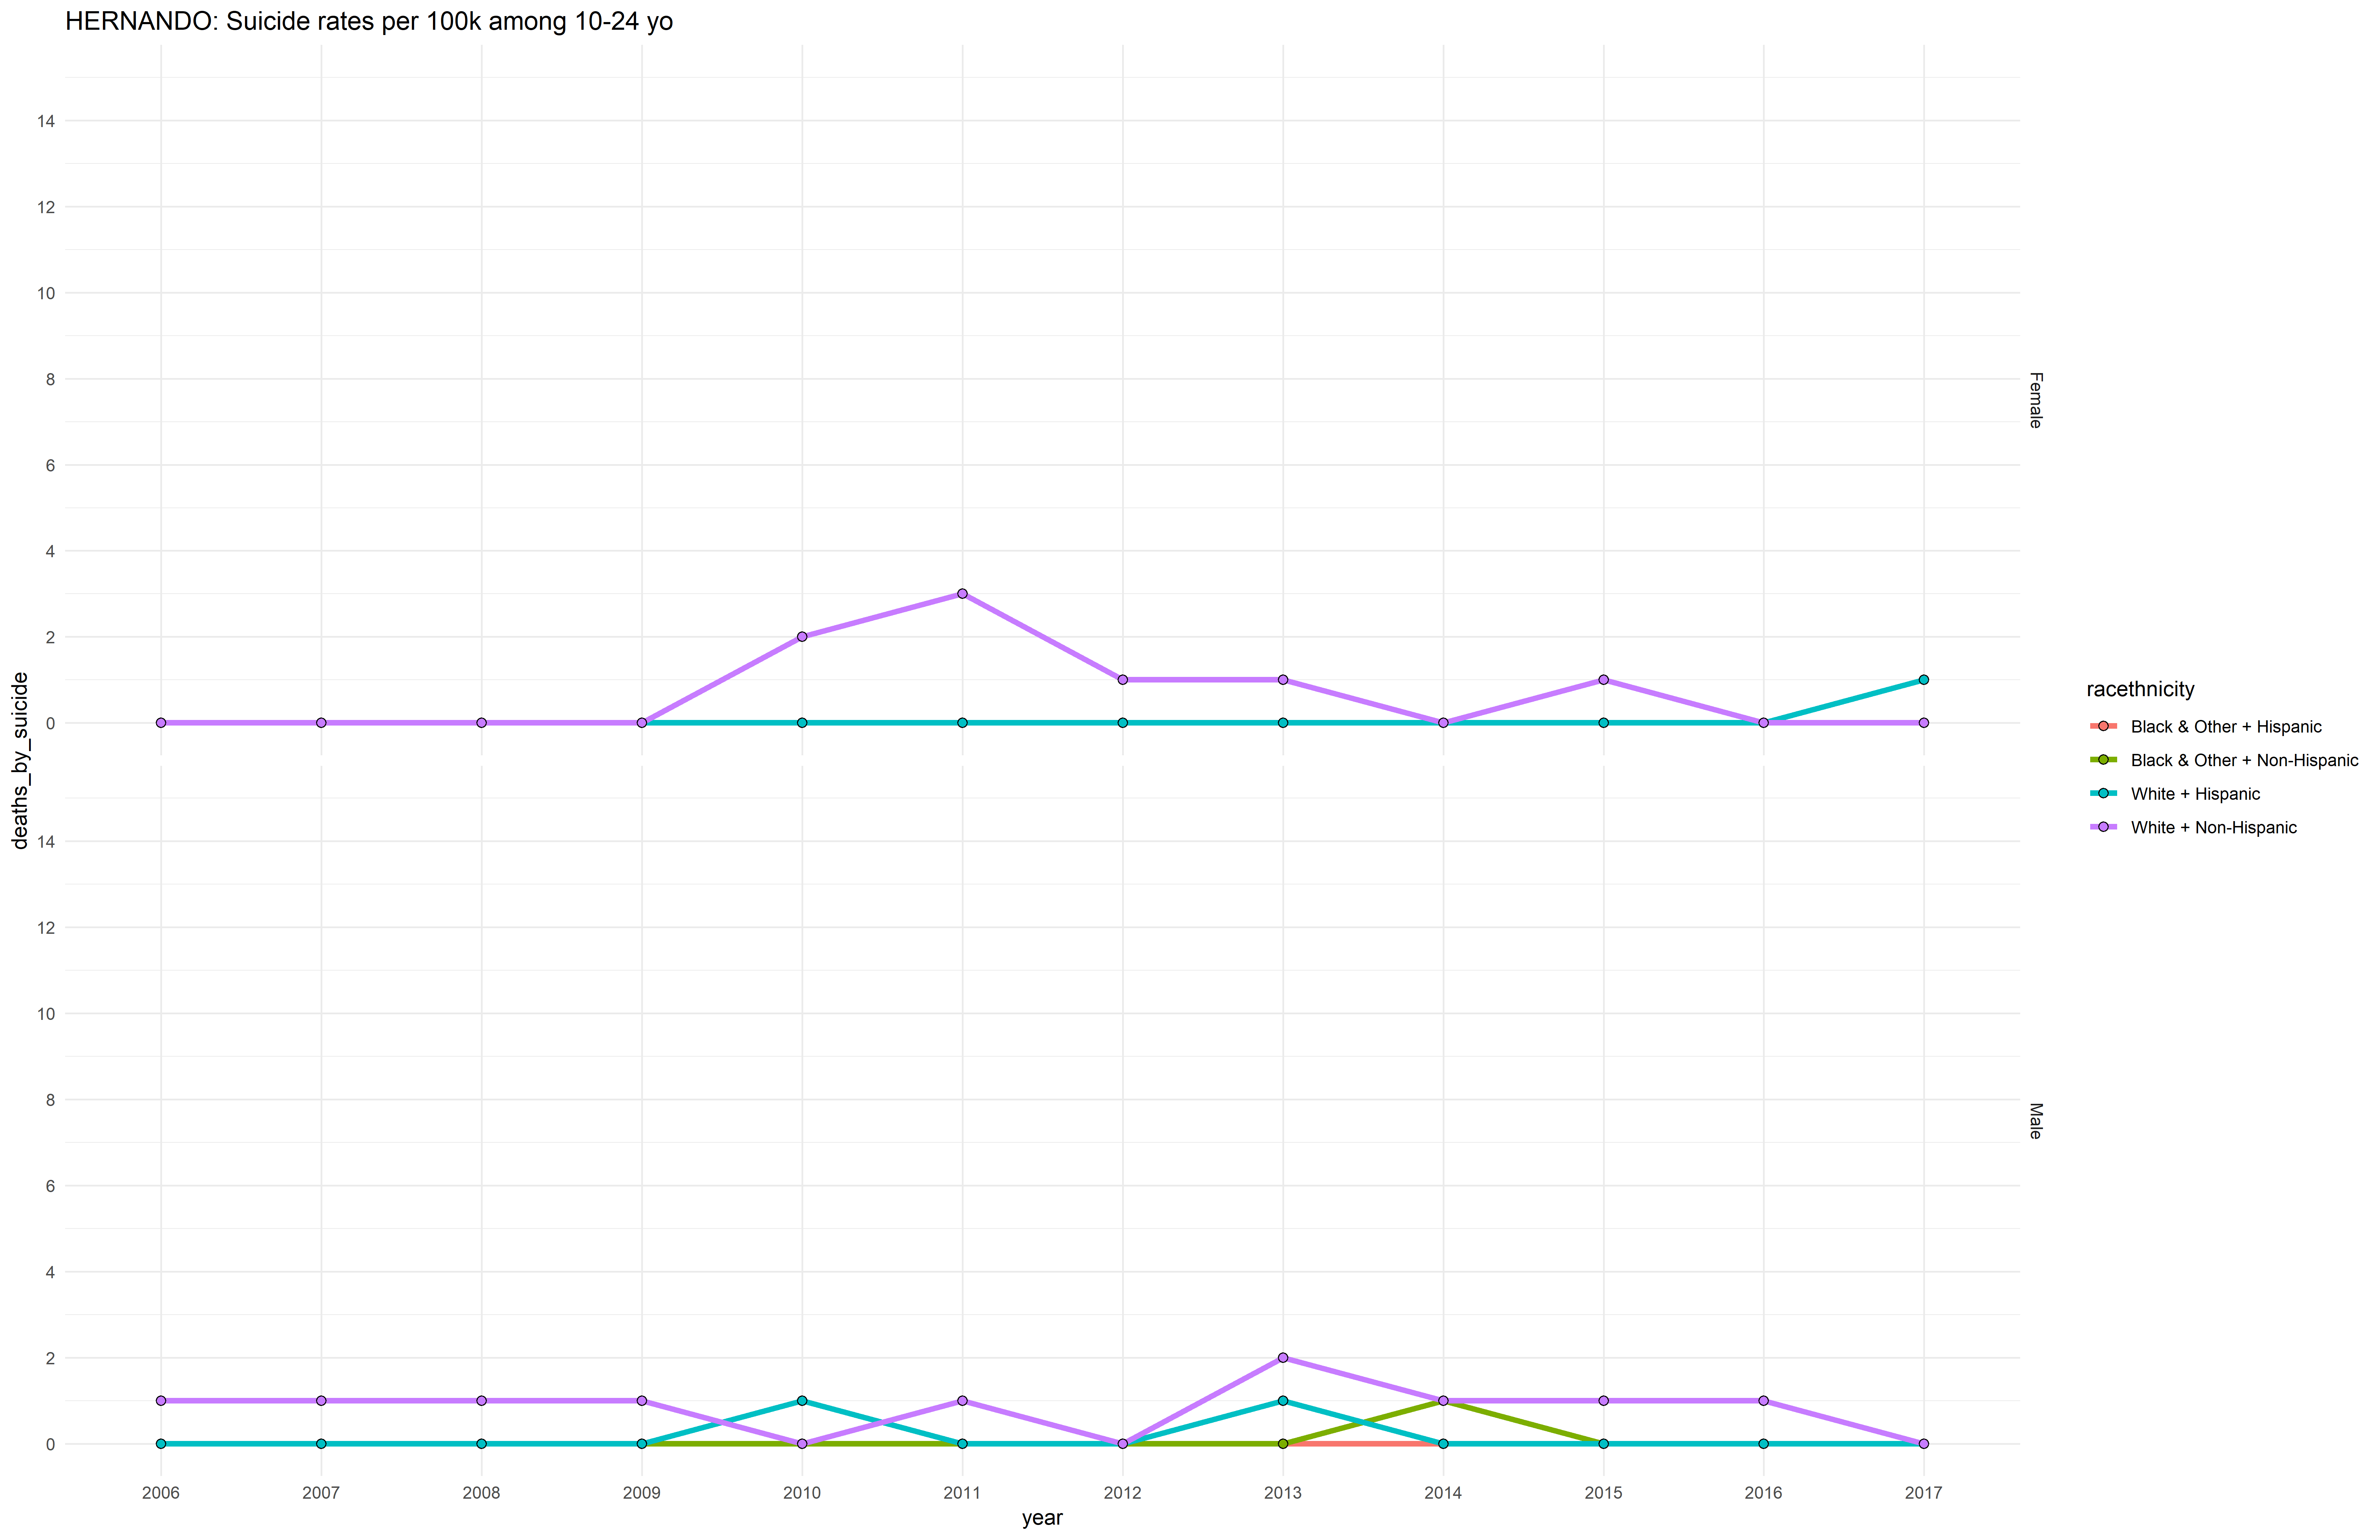 HERNANDO: Suicide rates per 100k among 10-24 yo
14
12
10
8
6
4
2
0
Female
14
12
10
8
6
4
2
0
Male
deaths_by_suicide
2006 2007 2008 2009 2010 2011 2012 2013 2014 2015 2016 2017
year
racethnicity
Black & Other + Hispanic
Black & Other + Non-Hispanic
White + Hispanic
White + Non-Hispanic